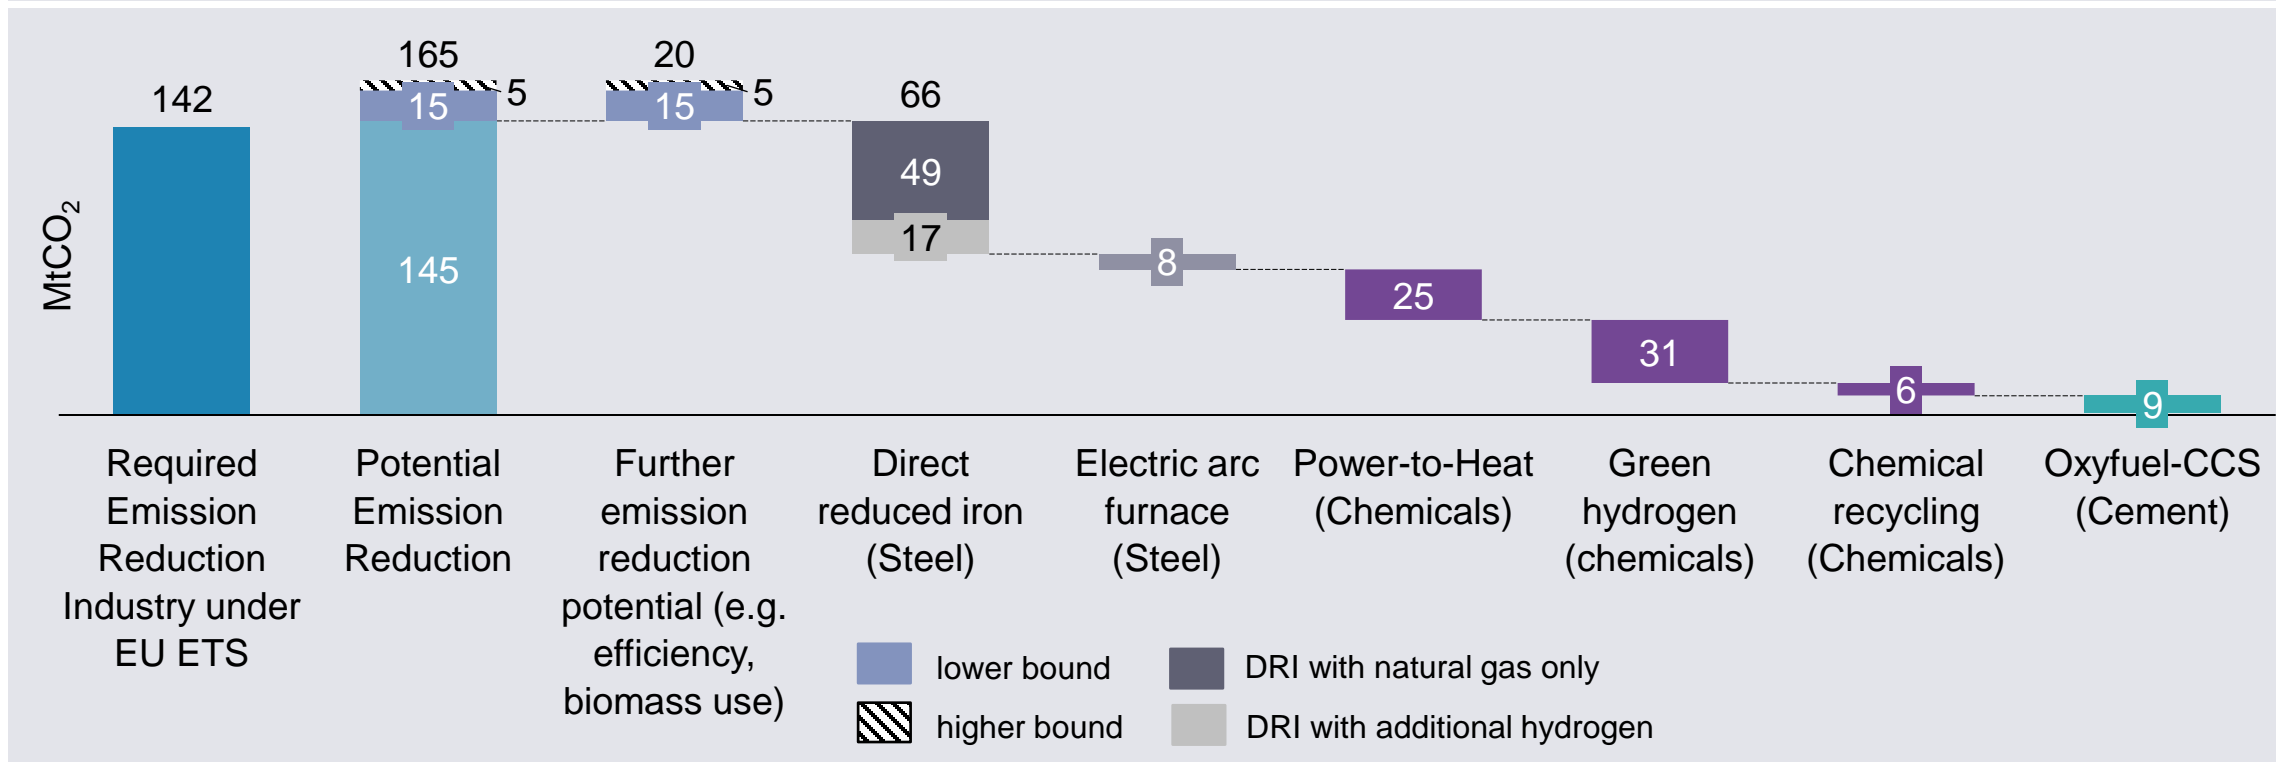 165
20
142
5
5
66
15
15
49
17
145
8
25
31
6
9
MtCO₂
Required
Emission
Reduction
Industry under
EU ETS
Potential
Emission
Reduction
Further
emission
reduction
potential (e.g.
efficiency,
biomass use)
Direct
reduced iron
(Steel)
Electric arc
furnace
(Steel)
Power-to-Heat
(Chemicals)
Green
hydrogen
(chemicals)
Chemical
recycling
(Chemicals)
Oxyfuel-CCS
(Cement)
lower bound
DRI with natural gas only
higher bound
DRI with additional hydrogen